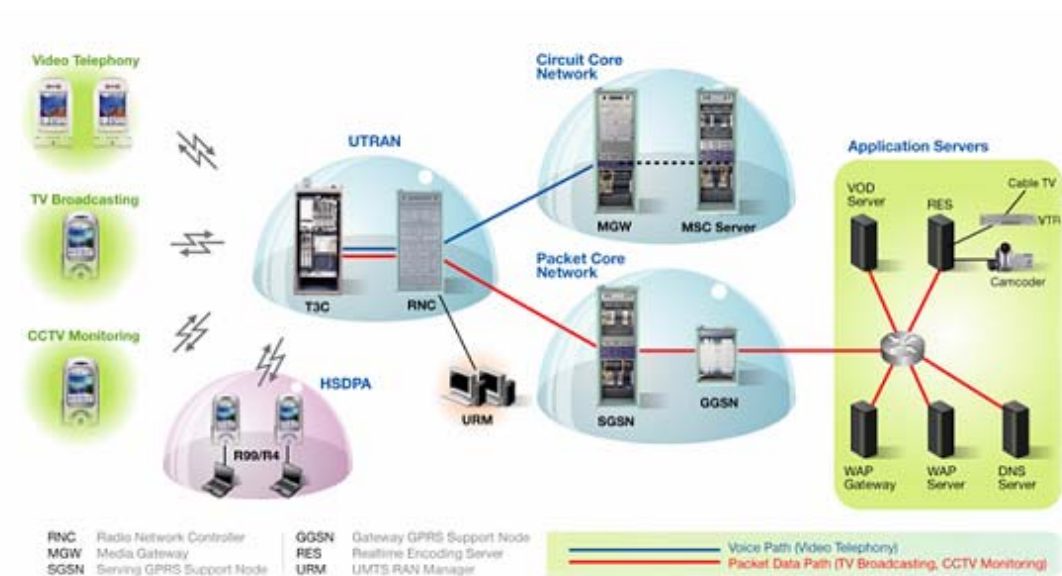 Video Telephony
TV Broadcasting
CCTV Monitoring
UTRAN
T3C
RNC
HSDPA
R99/R4
URM
Circuit Core
Network
MGW
MSC Server
Packet Core
Network
SGSN
GGSN
Application Servers
VOD
Server
RES
Cable TV
VTR
Camcoder
WAP
Gateway
WAP
Server
DNS
Server
RNC Radio Network Controller
MGW Media Gateway
SGSN Serving GPRS Support Node
GGSN Gateway GPRS Support Node
RES Realtime Encoding Server
URM UMTS RAN Manager
Voice Path (Video Telephony)
Packet Data Path (TV Broadcasting, CCTV Monitoring)